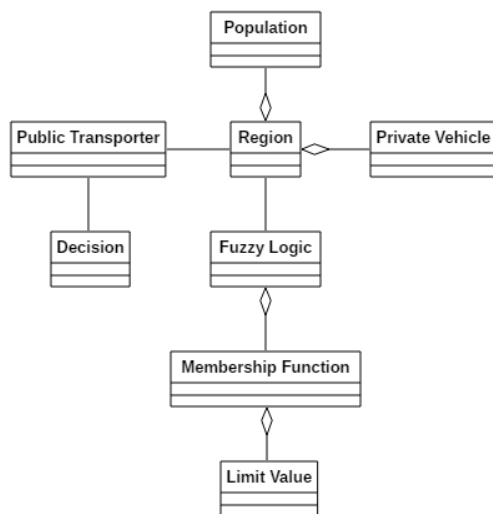 Population
Public Transporter
Region
Private Vehicle
Decision
Fuzzy Logic
Membership Function
Limit Value